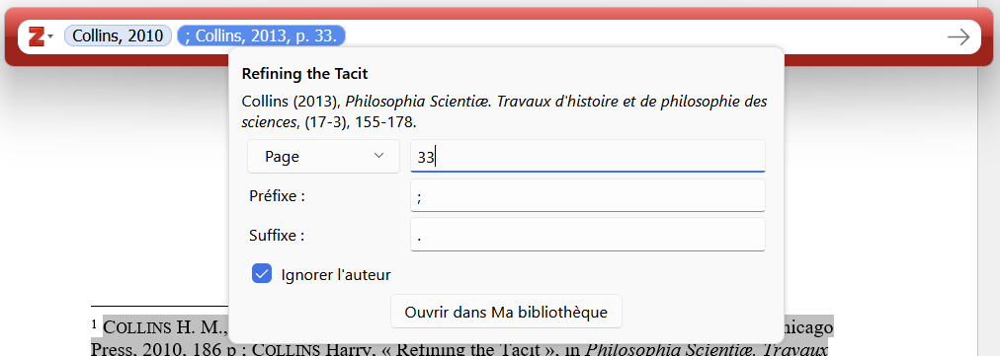 Z Collins, 2010 ; Collins, 2013, p. 33.
Refining the Tacit
Collins (2013), Philosophia Scientiæ. Travaux d'histoire et de philosophie des
sciences, (17-3), 155-178.
Page 33
Préfixe : ;
Suffixe : .
Ignorer l'auteur
Ouvrir dans Ma bibliothèque
1 COLLINS H. M., hicago
Press, 2010, 186 p ; COLLINS Harry, « Refining the Tacit », in Philosophia Scientiæ. Travaux